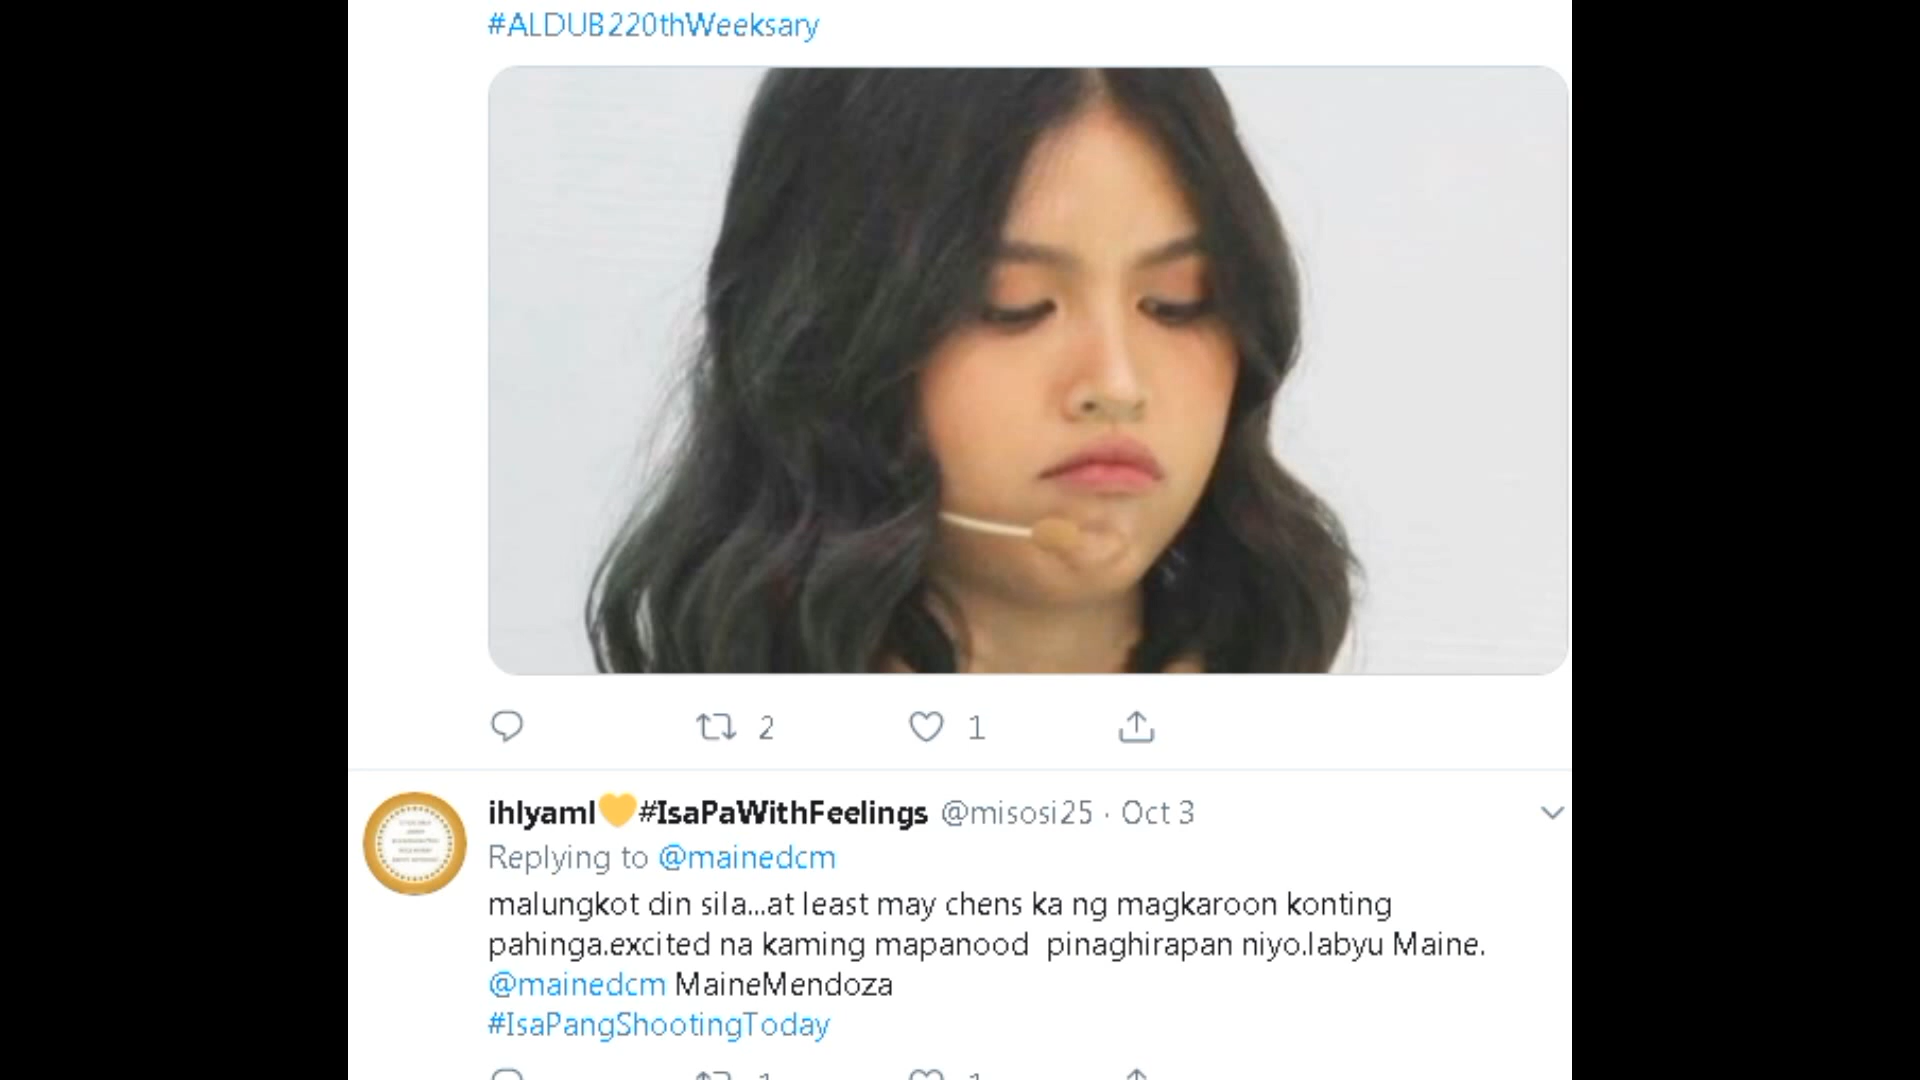 #ALDUB220thWeeksary
2 1
ihlyaml💛#IsaPaWithFeelings @misosi25 · Oct 3
Replying to @mainedcm
malungkot din sila...at least may chens ka ng magkaroon konting
pahinga.excited na kaming mapanood pinaghirapan niyo.labyu Maine.
@mainedcm MaineMendoza
#IsaPangShootingToday